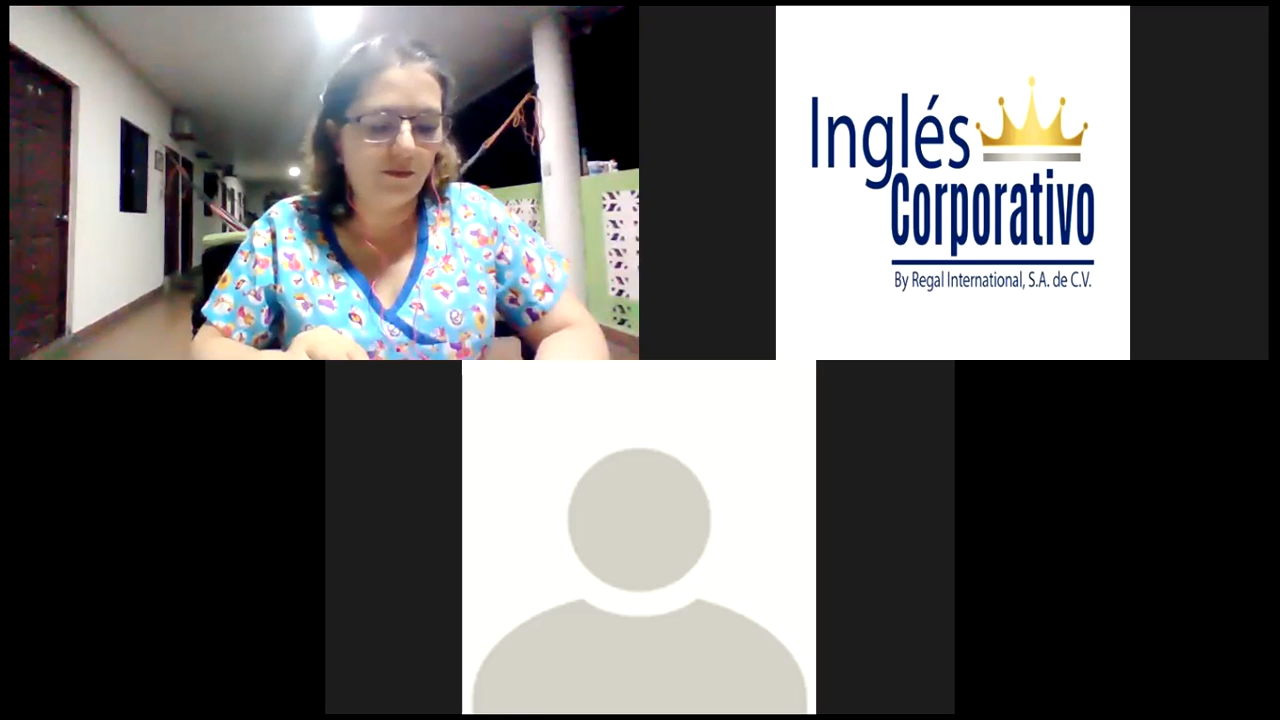 Inglés
Corporativo
By Regal International, S.A. de C.V.